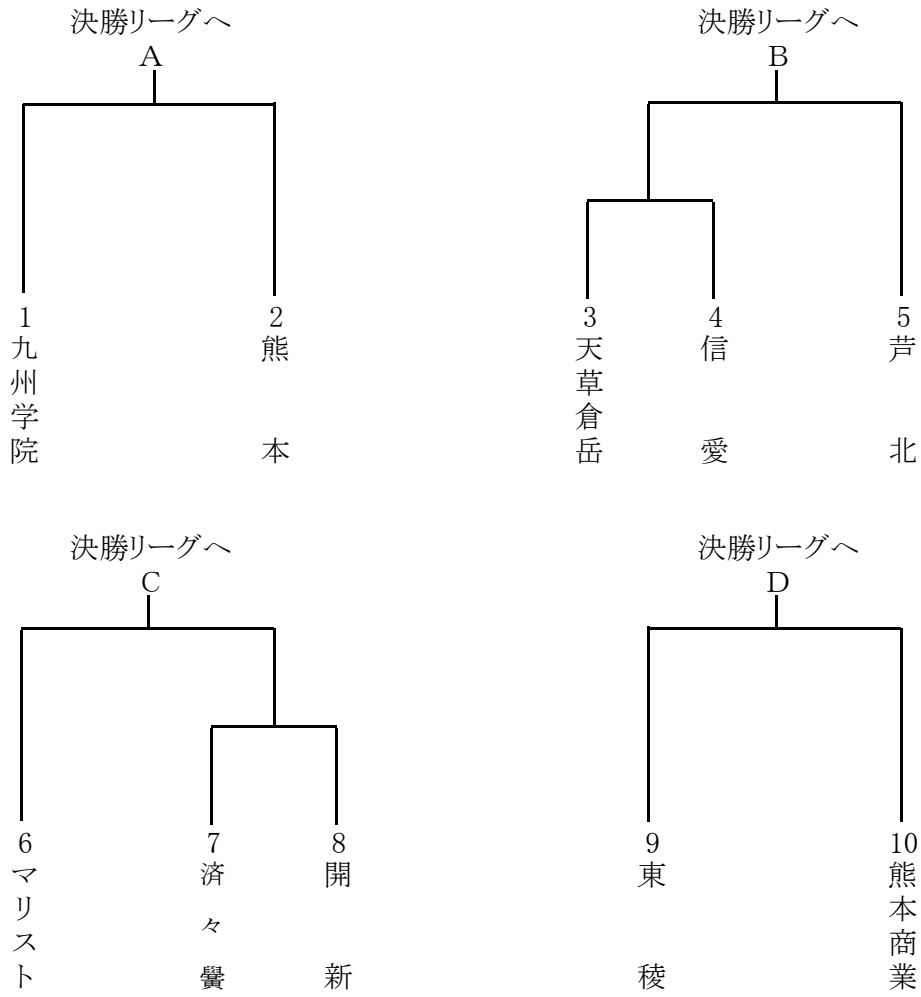 決勝リーグへ
A
1
九州学院
2
熊本
決勝リーグへ
B
3
天草倉岳
4
信愛
5
芦北
決勝リーグへ
C
6
マリスト
7
済々黌
8
開新
決勝リーグへ
D
9
東稜
10
熊本商業